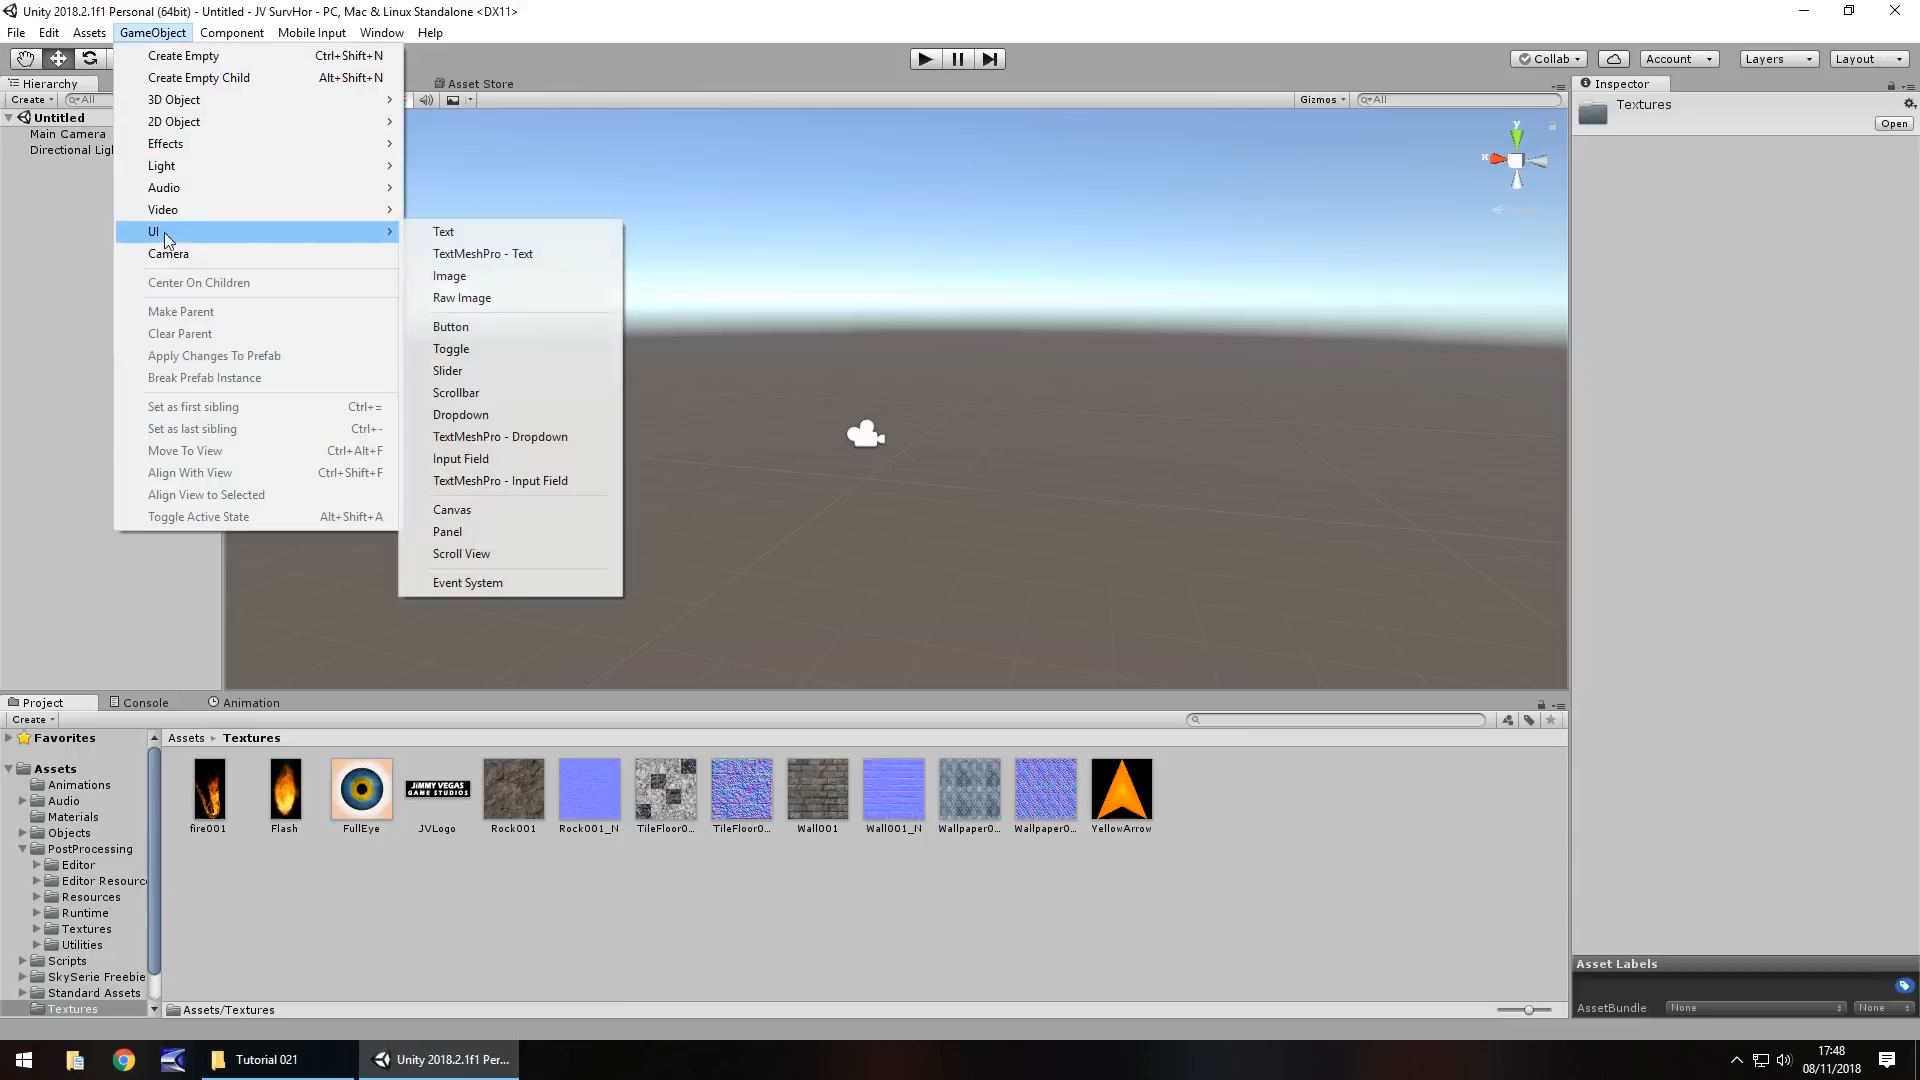 Unity 2018.2.1f1 Personal (64bit) - Untitled - JV SurvHor - PC, Mac & Linux Standalone <DX11>
File Edit Assets GameObject Component Mobile Input Window Help
Collab Account Layers Layout
Hierarchy Asset Store Inspector
Create All Gizmos All
Untitled
Main Camera
Directional Ligh
Textures
Open
Create Empty Ctrl+Shift+N
Create Empty Child Alt+Shift+N
3D Object
2D Object
Effects
Light
Audio
Video
UI
Camera
Center On Children
Make Parent
Clear Parent
Apply Changes To Prefab
Break Prefab Instance
Set as first sibling Ctrl+=
Set as last sibling Ctrl+-
Move To View Ctrl+Alt+F
Align With View Ctrl+Shift+F
Align View to Selected
Toggle Active State Alt+Shift+A
Text
TextMeshPro - Text
Image
Raw Image
Button
Toggle
Slider
Scrollbar
Dropdown
TextMeshPro - Dropdown
Input Field
TextMeshPro - Input Field
Canvas
Panel
Scroll View
Event System
y
x
Project Console Animation
Create
Favorites
Assets
Animations
Audio
Materials
Objects
PostProcessing
Editor
Editor Resourc
Resources
Runtime
Textures
Utilities
Scripts
SkySerie Freebie
Standard Assets
Textures
Assets Textures
JIMMY VEGAS
GAME STUDIOS
fire001 Flash FullEye JVLogo Rock001 Rock001_N TileFloor0... TileFloor0... Wall001 Wall001_N Wallpaper0... Wallpaper0... YellowArrow
Assets/Textures
Asset Labels
AssetBundle None None
Tutorial 021 Unity 2018.2.1f1 Per...
17:48
08/11/2018